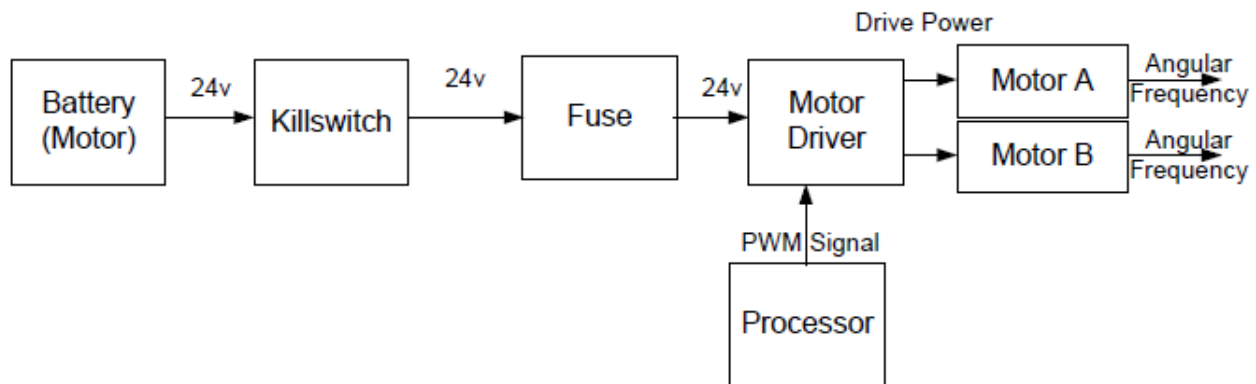 Drive Power
Battery
(Motor)
24v
Killswitch
24v
Fuse
24v
Motor
Driver
Motor A
Angular
Frequency
Motor B
Angular
Frequency
PWM Signal
Processor